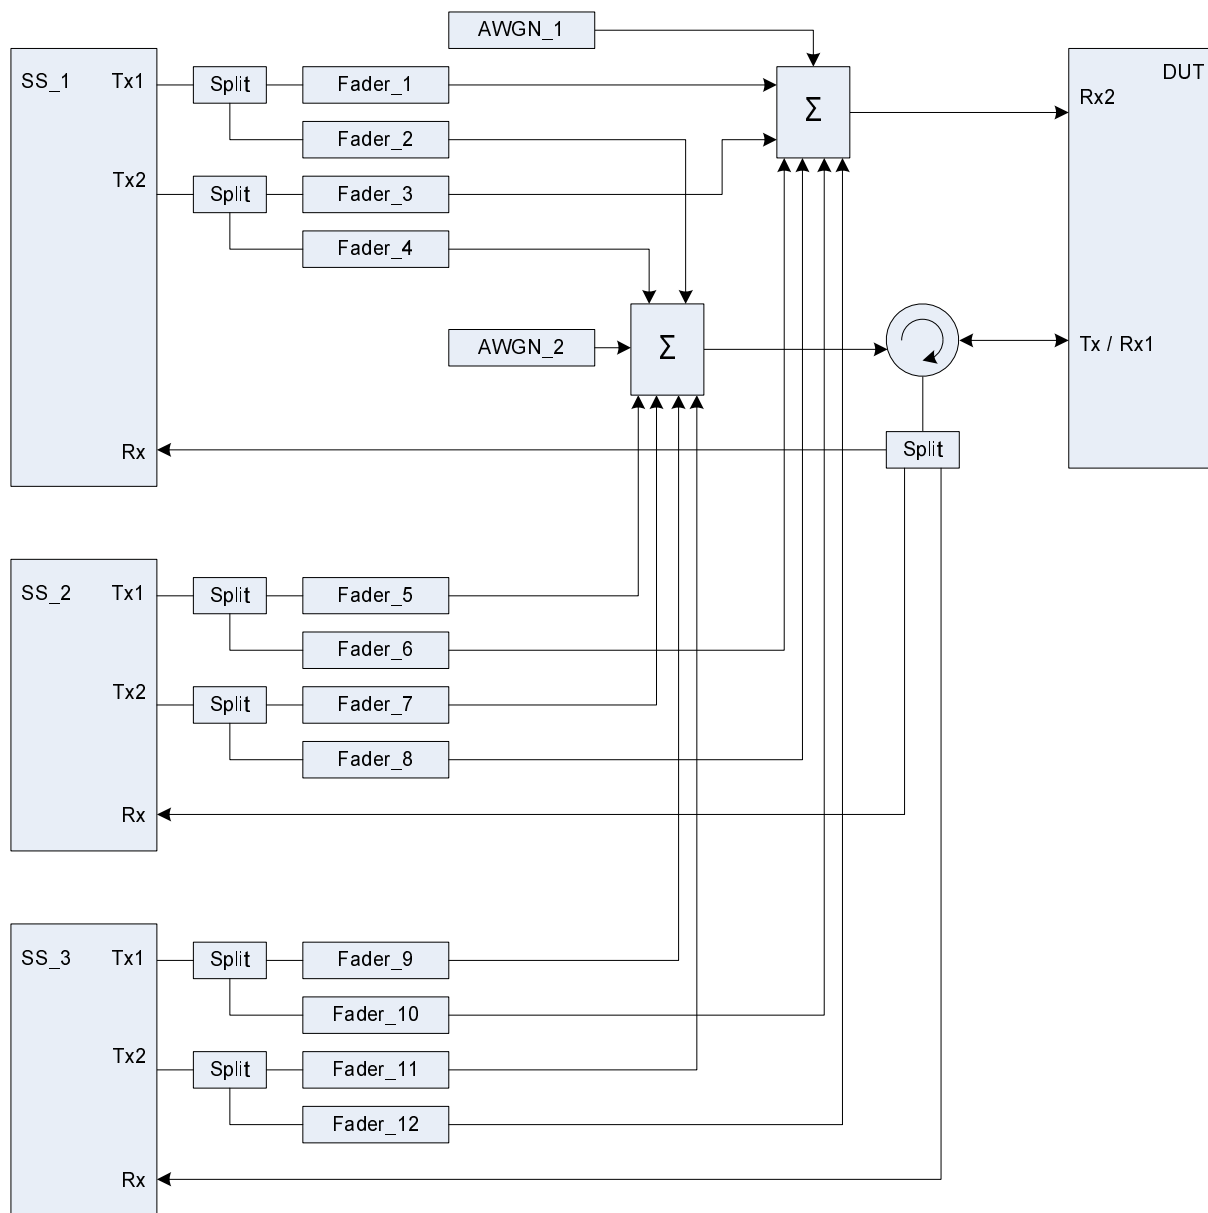 AWGN_1
SS_1 Tx1 Split Fader_1
Σ
DUT
Rx2
Fader_2
Tx2 Split Fader_3
Fader_4
AWGN_2
Σ
Tx / Rx1
Rx
Split
SS_2 Tx1 Split Fader_5
Fader_6
Tx2 Split Fader_7
Fader_8
Rx
SS_3 Tx1 Split Fader_9
Fader_10
Tx2 Split Fader_11
Fader_12
Rx